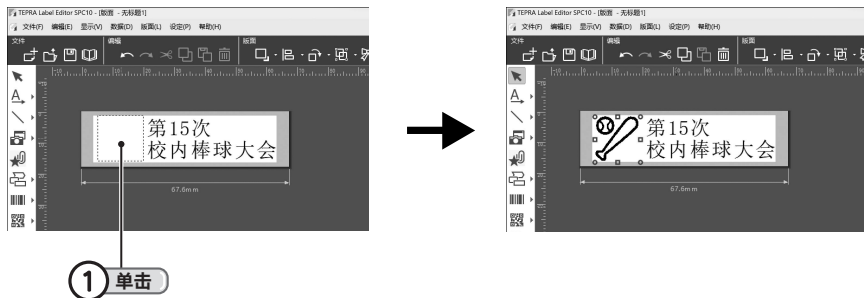 TEPRA Label Editor SPC10 - [版面 - 无标题1]
文件(F) 编辑(E) 显示(V) 数据(D) 版面(L) 设定(P) 帮助(H)
文件 编辑 版面
第15次
校内棒球大会
67.6mm
1 单击
TEPRA Label Editor SPC10 - [版面 - 无标题1]
文件(F) 编辑(E) 显示(V) 数据(D) 版面(L) 设定(P) 帮助(H)
文件 编辑 版面
第15次
校内棒球大会
67.6mm